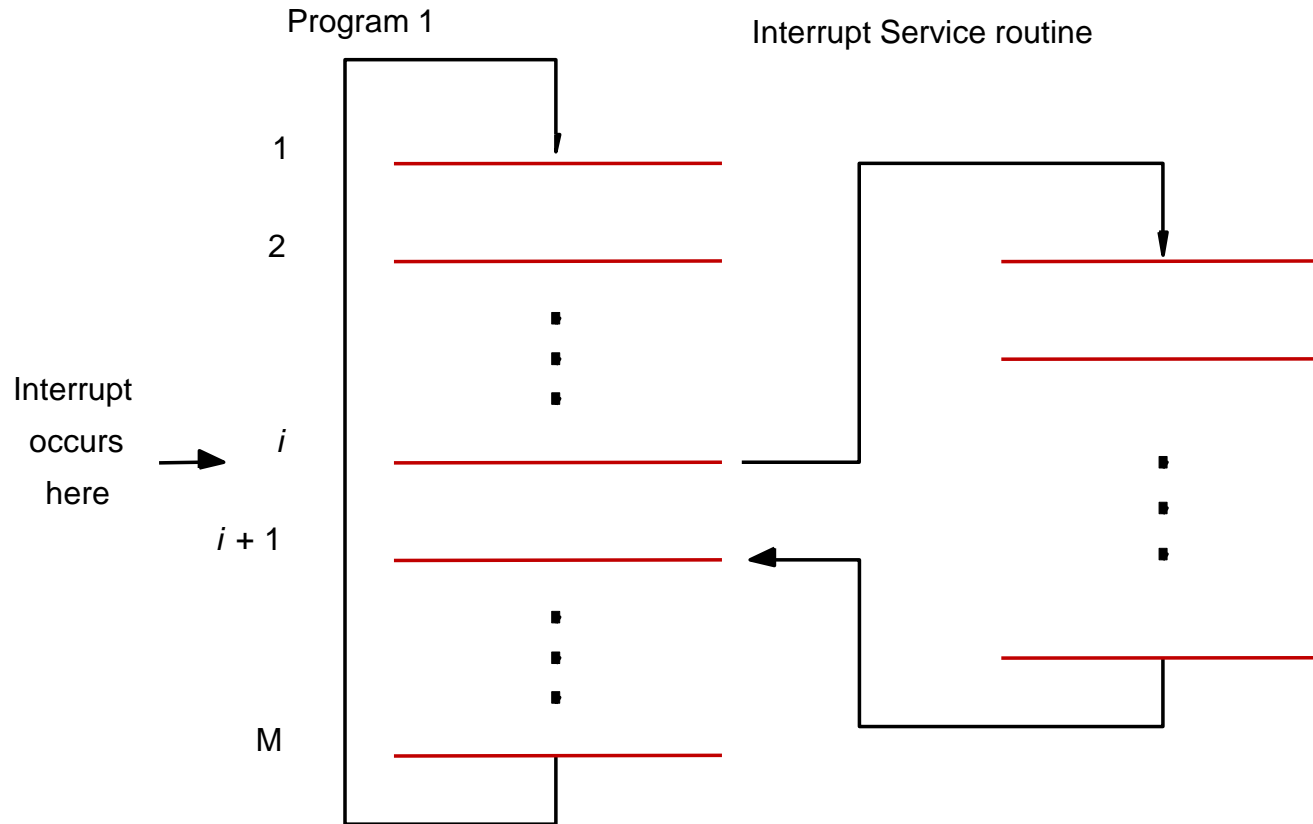 Program 1
Interrupt Service routine
1
2
Interrupt
occurs
here
i
i + 1
M